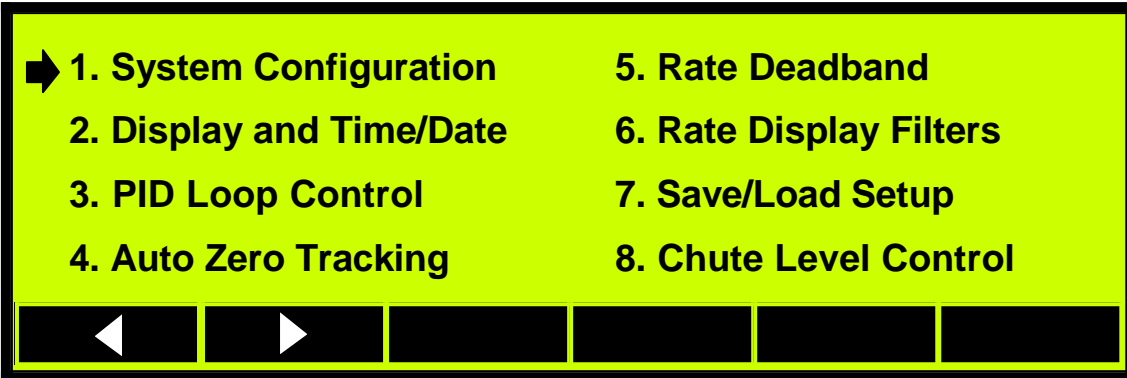 1. System Configuration
2. Display and Time/Date
3. PID Loop Control
4. Auto Zero Tracking
5. Rate Deadband
6. Rate Display Filters
7. Save/Load Setup
8. Chute Level Control